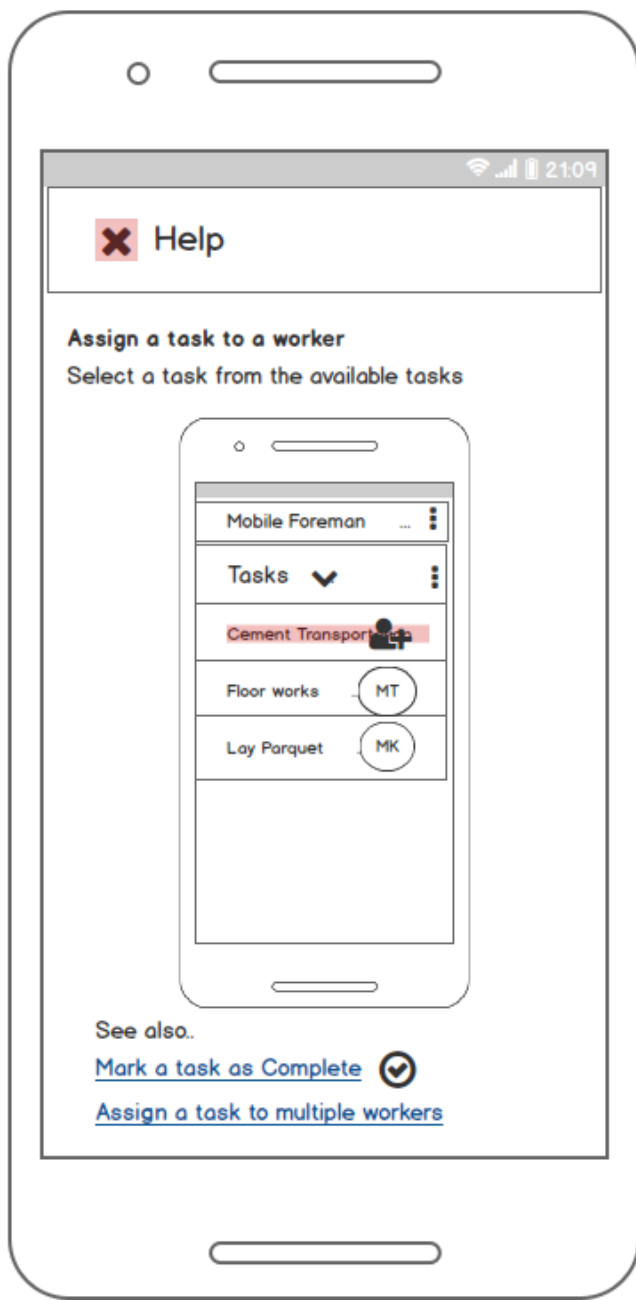 21:09
Help
Assign a task to a worker
Select a task from the available tasks
Mobile Foreman ...
Tasks
Cement Transportation
Floor works .. MT
Lay Parquet . MK
See also..
Mark a task as Complete
Assign a task to multiple workers